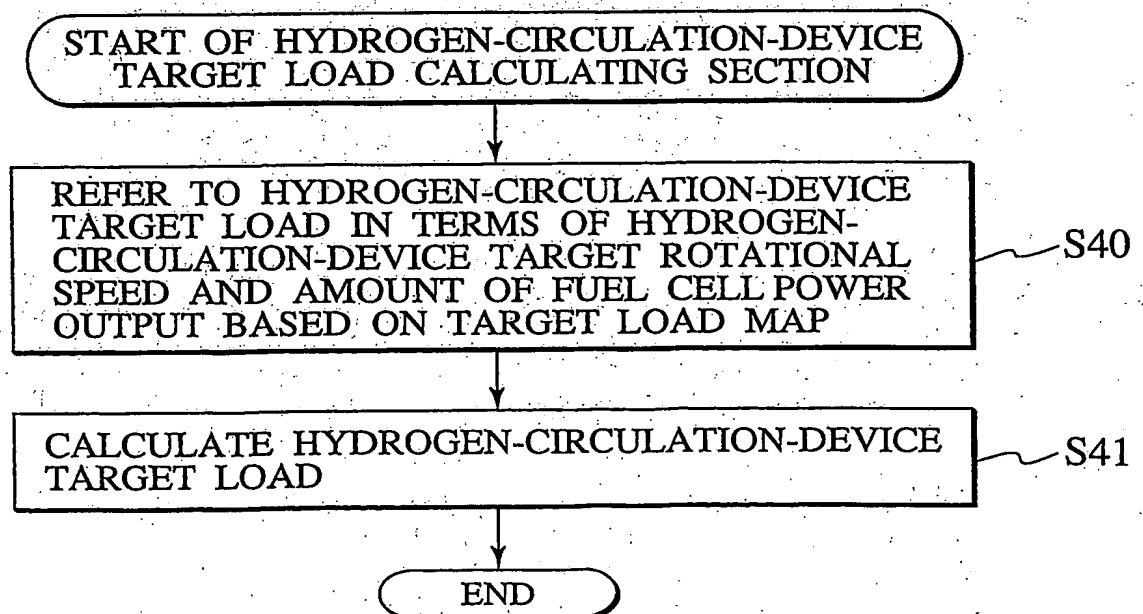 START OF HYDROGEN-CIRCULATION-DEVICE
TARGET LOAD CALCULATING SECTION
REFER TO HYDROGEN-CIRCULATION-DEVICE
TARGET LOAD IN TERMS OF HYDROGEN-
CIRCULATION-DEVICE TARGET ROTATIONAL
SPEED AND AMOUNT OF FUEL CELL POWER
OUTPUT BASED ON TARGET LOAD MAP
S40
CALCULATE HYDROGEN-CIRCULATION-DEVICE
TARGET LOAD
S41
END